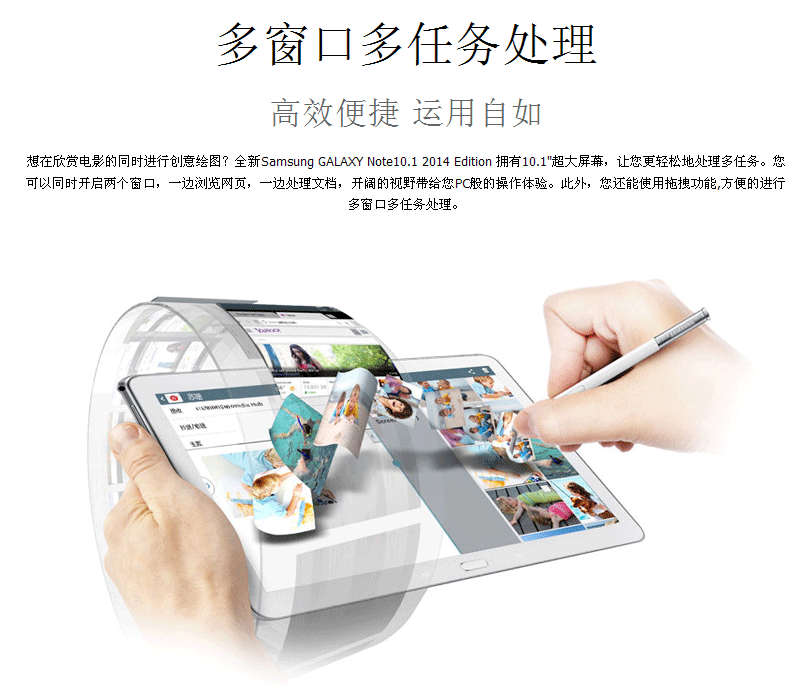 多窗口多任务处理
高效便捷 运用自如
想在欣赏电影的同时进行创意绘图？全新Samsung GALAXY Note10.1 2014 Edition 拥有10.1"超大屏幕，让您更轻松地处理多任务。您
可以同时开启两个窗口，一边浏览网页，一边处理文档，开阔的视野带给您PC般的操作体验。此外，您还能使用拖拽功能,方便的进行
多窗口多任务处理。
YAHOO!
Screen
SAMSUNG